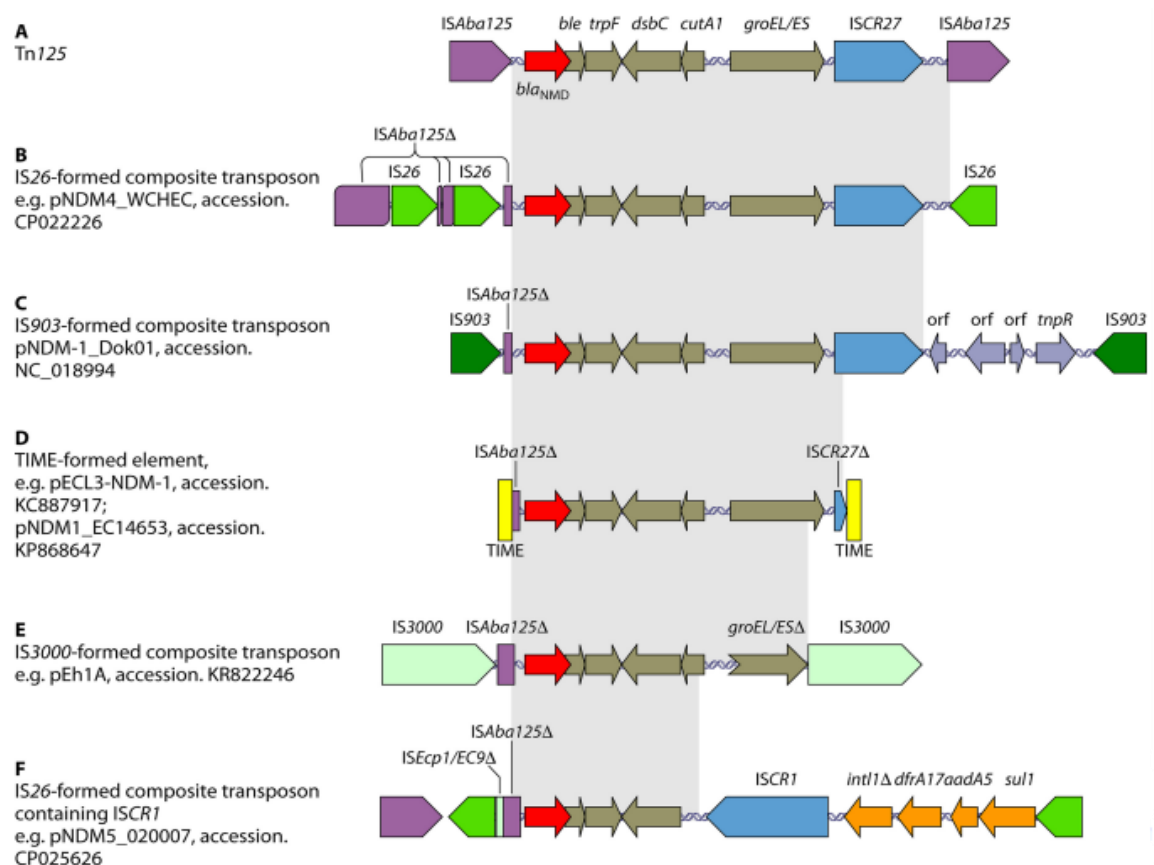 A
Tn125
ISAba125 ble trpF dsbC cutA1 groEL/ES ISCR27 ISAba125
blaNMD
B
IS26-formed composite transposon
e.g. pNDM4_WCHEC, accession.
CP022226
ISAba125Δ
IS26 IS26 IS26
C
IS903-formed composite transposon
pNDM-1_Dok01, accession.
NC_018994
ISAba125Δ
IS903 orf orf orf tnpR IS903
D
TIME-formed element,
e.g. pECL3-NDM-1, accession.
KC887917;
pNDM1_EC14653, accession.
KP868647
ISAba125Δ ISCR27Δ
TIME TIME
E
IS3000-formed composite transposon
e.g. pEh1A, accession. KR822246
IS3000 ISAba125Δ groEL/ESΔ IS3000
F
IS26-formed composite transposon
containing ISCR1
e.g. pNDM5_020007, accession.
CP025626
ISAba125Δ
ISEcp1/EC9Δ
ISCR1 intI1Δ dfrA17 aadA5 sul1